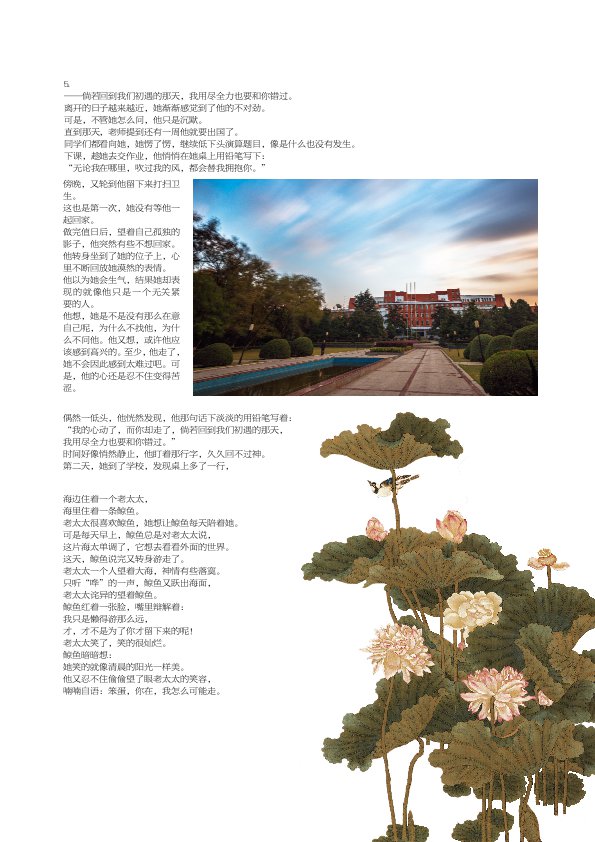 5.
——倘若回到我们初遇的那天，我用尽全力也要和你错过。
离开的日子越来越近，她渐渐感觉到了他的不对劲。
可是，不管她怎么问，他只是沉默。
直到那天，老师提到还有一周他就要出国了。
同学们都看向她，她愣了愣，继续低下头演算题目，像是什么也没有发生。
下课，趁她去交作业，他悄悄在她桌上用铅笔写下：
“无论我在哪里，吹过我的风，都会替我拥抱你。”
傍晚，又轮到他留下来打扫卫
生。
这也是第一次，她没有等他一
起回家。
做完值日后，望着自己孤独的
影子，他突然有些不想回家。
他转身坐到了她的位子上，心
里不断回放她漠然的表情。
他以为她会生气，结果她却表
现的就像他只是一个无关紧
要的人。
他想，她是不是没有那么在意
自己呢，为什么不找他，为什
么不问他。他又想，或许他应
该感到高兴的。至少，他走了，
她不会因此感到太难过吧。可
是，他的心还是忍不住变得苦
涩。
偶然一低头，他恍然发现，他那句话下淡淡的用铅笔写着：
“我的心动了，而你却走了，倘若回到我们初遇的那天，
我用尽全力也要和你错过。”
时间好像悄然静止，他盯着那行字，久久回不过神。
第二天，她到了学校，发现桌上多了一行，
海边住着一个老太太，
海里住着一条鲸鱼。
老太太很喜欢鲸鱼，她想让鲸鱼每天陪着她。
可是每天早上，鲸鱼总是对老太太说，
这片海太单调了，它想去看看外面的世界。
这天，鲸鱼说完又转身游走了。
老太太一个人望着大海，神情有些落寞。
只听“哗”的一声，鲸鱼又跃出海面，
老太太诧异的望着鲸鱼。
鲸鱼红着一张脸，嘴里辩解着：
我只是懒得游那么远，
才，才不是为了你才留下来的呢！
老太太笑了，笑的很灿烂。
鲸鱼暗暗想：
她笑的就像清晨的阳光一样美。
他又忍不住偷偷望了眼老太太的笑容，
喃喃自语：笨蛋，你在，我怎么可能走。